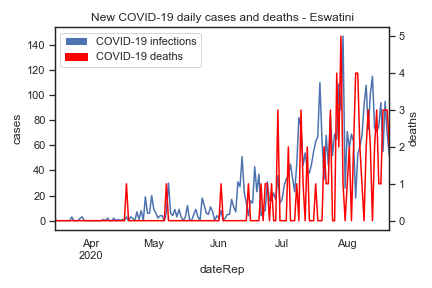 New COVID-19 daily cases and deaths - Eswatini
COVID-19 infections
COVID-19 deaths
140
120
100
80
60
40
20
0
cases
5
4
3
2
1
0
deaths
Apr
2020
May
Jun
Jul
Aug
dateRep